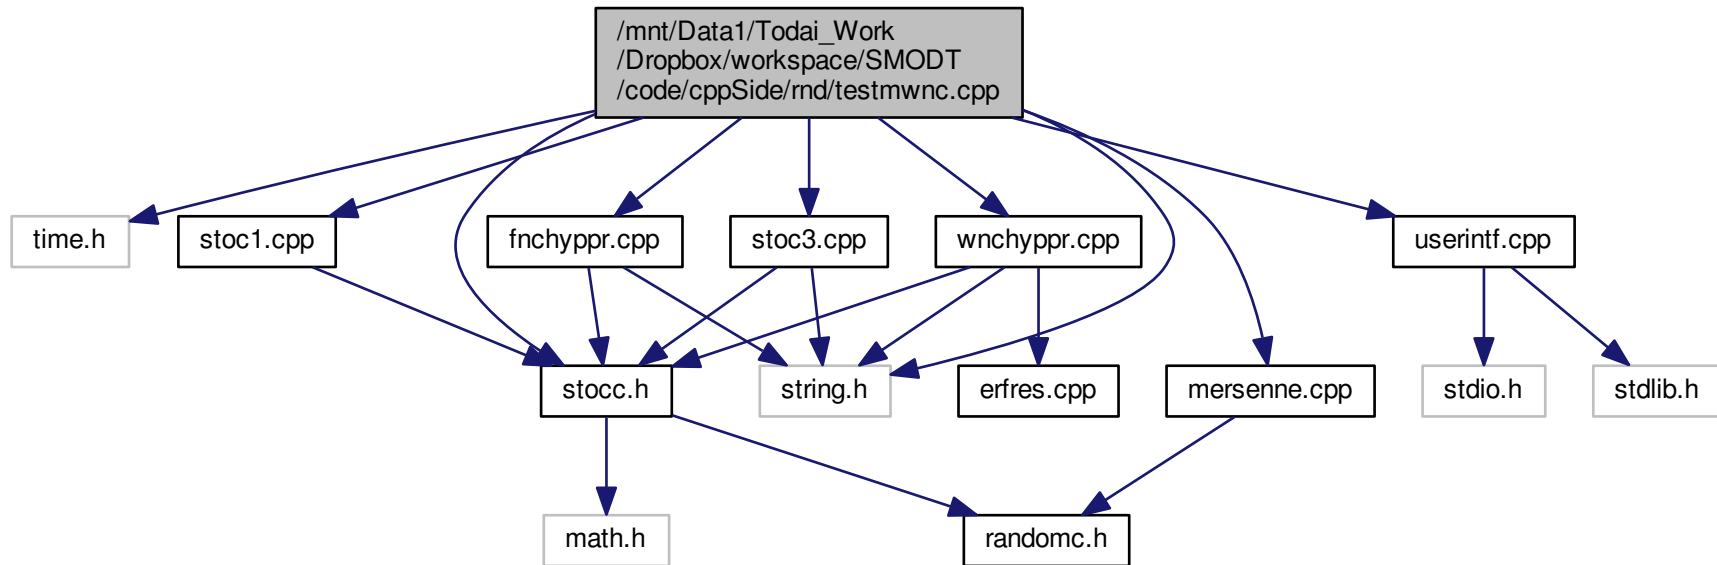 /mnt/Data1/Todai_Work
/Dropbox/workspace/SMODT
/code/cppSide/rnd/testmwnc.cpp
time.h
stoc1.cpp
fnchyppr.cpp
stoc3.cpp
wnchyppr.cpp
userintf.cpp
stocc.h
string.h
erfres.cpp
mersenne.cpp
stdio.h
stdlib.h
math.h
randomc.h